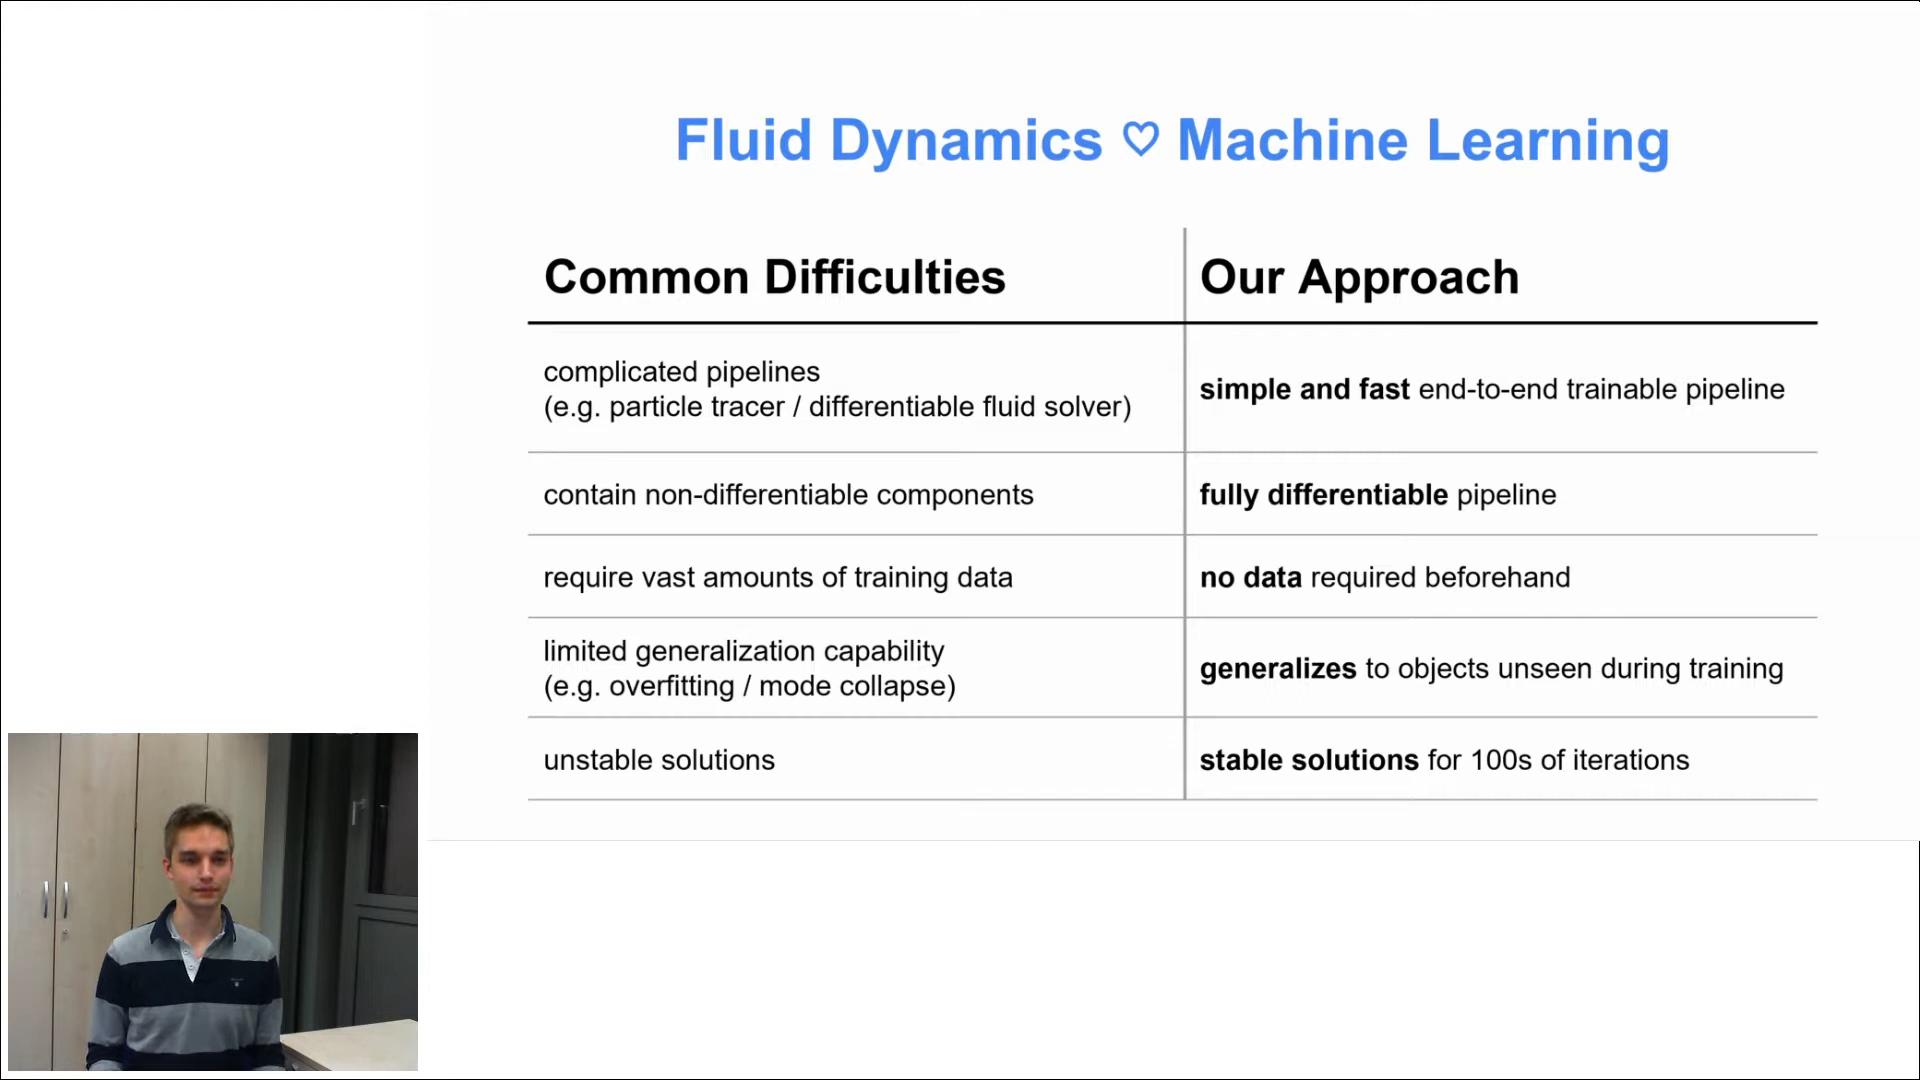 Fluid Dynamics ♡ Machine Learning
Common Difficulties
Our Approach
complicated pipelines
(e.g. particle tracer / differentiable fluid solver)
simple and fast end-to-end trainable pipeline
contain non-differentiable components
fully differentiable pipeline
require vast amounts of training data
no data required beforehand
limited generalization capability
(e.g. overfitting / mode collapse)
generalizes to objects unseen during training
unstable solutions
stable solutions for 100s of iterations